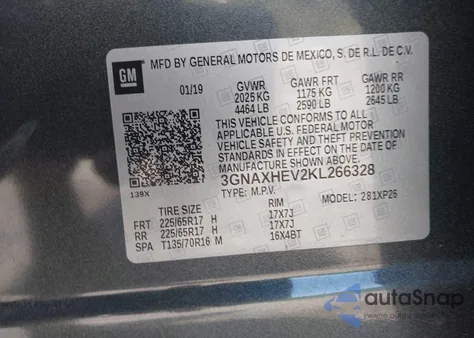 GM
MFD BY GENERAL MOTORS DE MEXICO, S. DE R.L. DE C.V.
01/19 GVWR GAWR FRT GAWR RR
2025 KG 1175 KG 1200 KG
4464 LB 2590 LB 2645 LB
THIS VEHICLE CONFORMS TO ALL
APPLICABLE U.S. FEDERAL MOTOR
VEHICLE SAFETY AND THEFT PREVENTION
STANDARDS IN EFFECT ON THE DATE OF
MANUFACTURE SHOWN ABOVE.
139X 3GNAXHEV2KL266328
TYPE: M.P.V. MODEL: 281XP26
TIRE SIZE RIM
FRT 225/65R17 H 17X7J
RR 225/65R17 H 17X7J
SPA T135/70R16 M 16X4BT
autaSnap